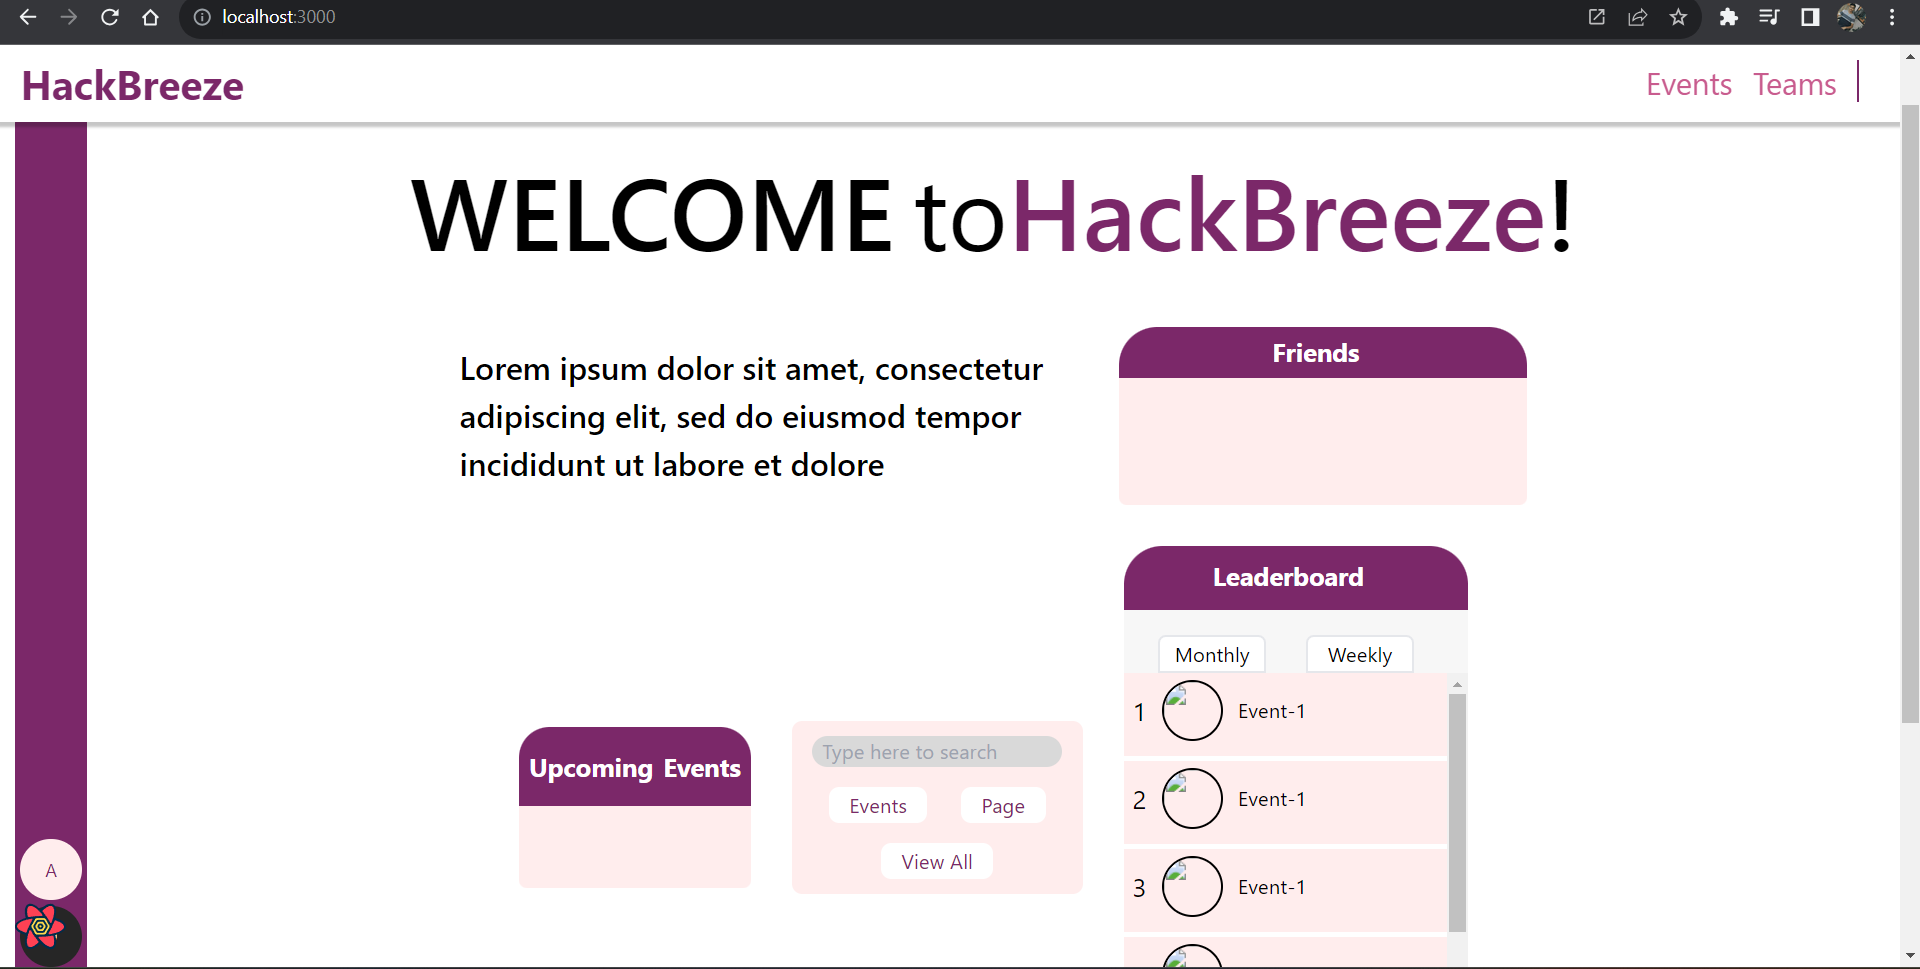 localhost:3000
HackBreeze
Events Teams
WELCOME toHackBreeze!
Lorem ipsum dolor sit amet, consectetur
adipiscing elit, sed do eiusmod tempor
incididunt ut labore et dolore
Friends
Leaderboard
Monthly Weekly
1 Event-1
2 Event-1
3 Event-1
Upcoming Events
Type here to search
Events Page
View All
A